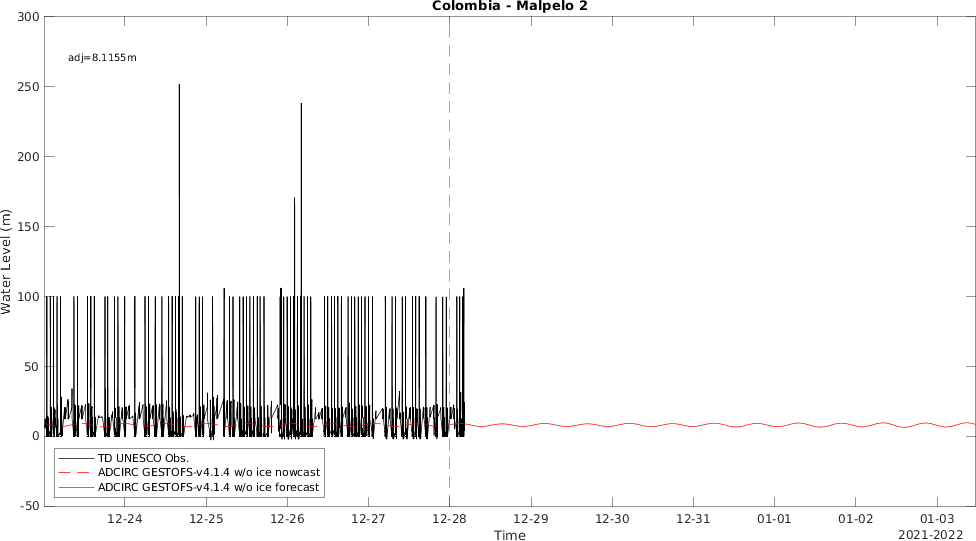 Colombia - Malpelo 2
300
adj=8.1155m
250
200
150
100
50
0
-50
Water Level (m)
TD UNESCO Obs.
ADCIRC GESTOFS-v4.1.4 w/o ice nowcast
ADCIRC GESTOFS-v4.1.4 w/o ice forecast
12-24 12-25 12-26 12-27 12-28 12-29 12-30 12-31 01-01 01-02 01-03
Time
2021-2022